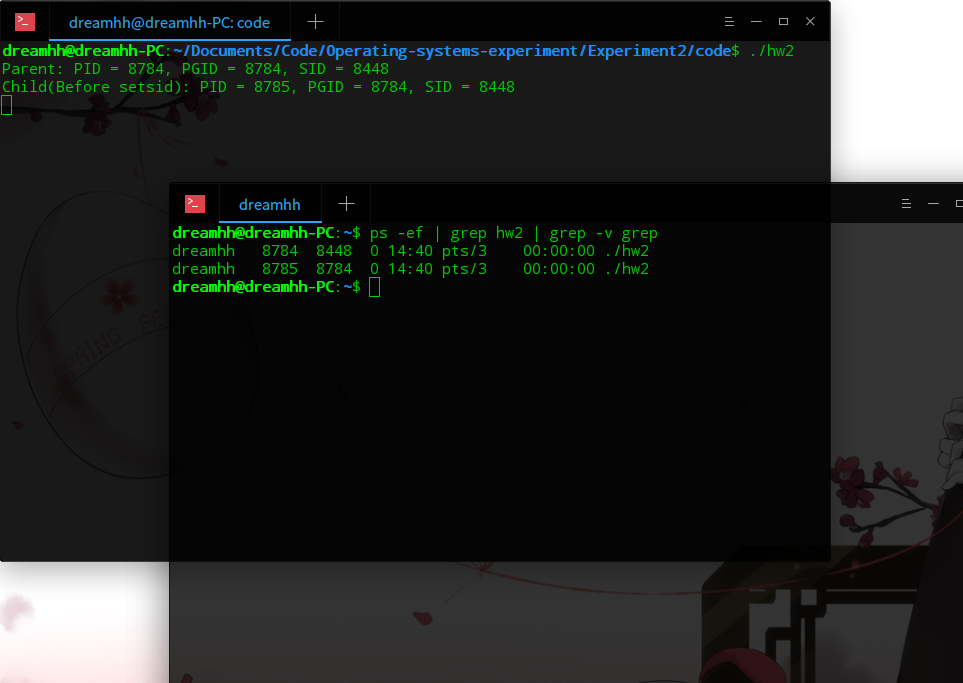 dreamhh@dreamhh-PC: code
dreamhh@dreamhh-PC:~/Documents/Code/Operating-systems-experiment/Experiment2/code$ ./hw2
Parent: PID = 8784, PGID = 8784, SID = 8448
Child(Before setsid): PID = 8785, PGID = 8784, SID = 8448
dreamhh
dreamhh@dreamhh-PC:~$ ps -ef | grep hw2 | grep -v grep
dreamhh   8784  8448  0 14:40 pts/3    00:00:00 ./hw2
dreamhh   8785  8784  0 14:40 pts/3    00:00:00 ./hw2
dreamhh@dreamhh-PC:~$